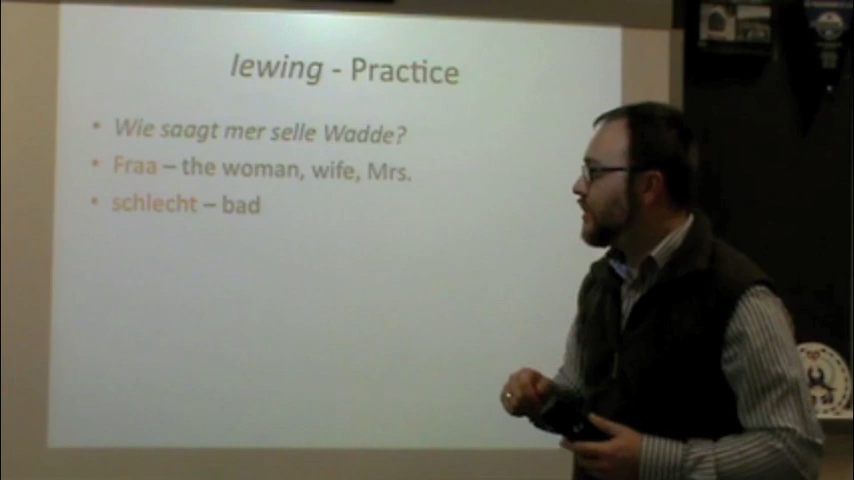 Iewing - Practice
• Wie saagt mer selle Wadde?
• Fraa – the woman, wife, Mrs.
• schlecht – bad